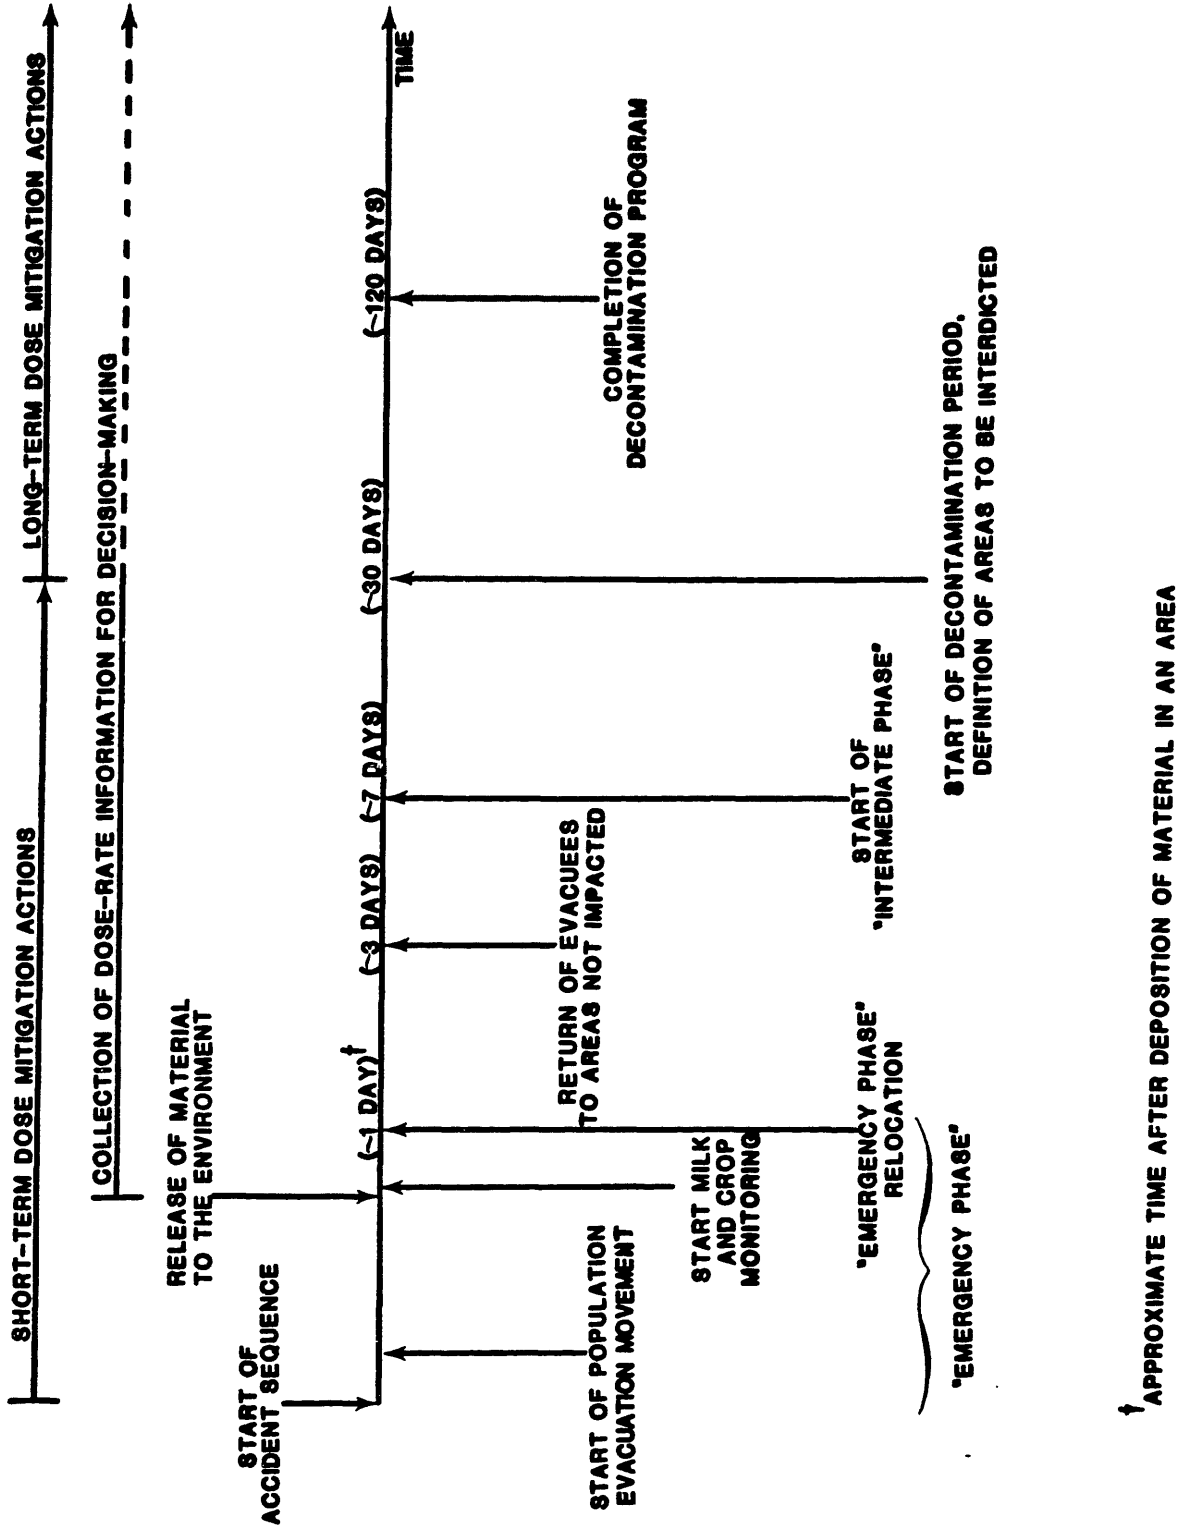 SHORT-TERM DOSE MITIGATION ACTIONS
LONG-TERM DOSE MITIGATION ACTIONS
COLLECTION OF DOSE-RATE INFORMATION FOR DECISION-MAKING
RELEASE OF MATERIAL
TO THE ENVIRONMENT
START OF
ACCIDENT SEQUENCE
(~1 DAY)†
(~3 DAYS)
(~7 DAYS)
(~30 DAYS)
(~120 DAYS)
TIME
START OF POPULATION
EVACUATION MOVEMENT
RETURN OF EVACUEES
TO AREAS NOT IMPACTED
COMPLETION OF
DECONTAMINATION PROGRAM
START MILK
AND CROP
MONITORING
"EMERGENCY PHASE"
RELOCATION
START OF
"INTERMEDIATE PHASE"
"EMERGENCY PHASE"
START OF DECONTAMINATION PERIOD.
DEFINITION OF AREAS TO BE INTERDICTED
†APPROXIMATE TIME AFTER DEPOSITION OF MATERIAL IN AN AREA